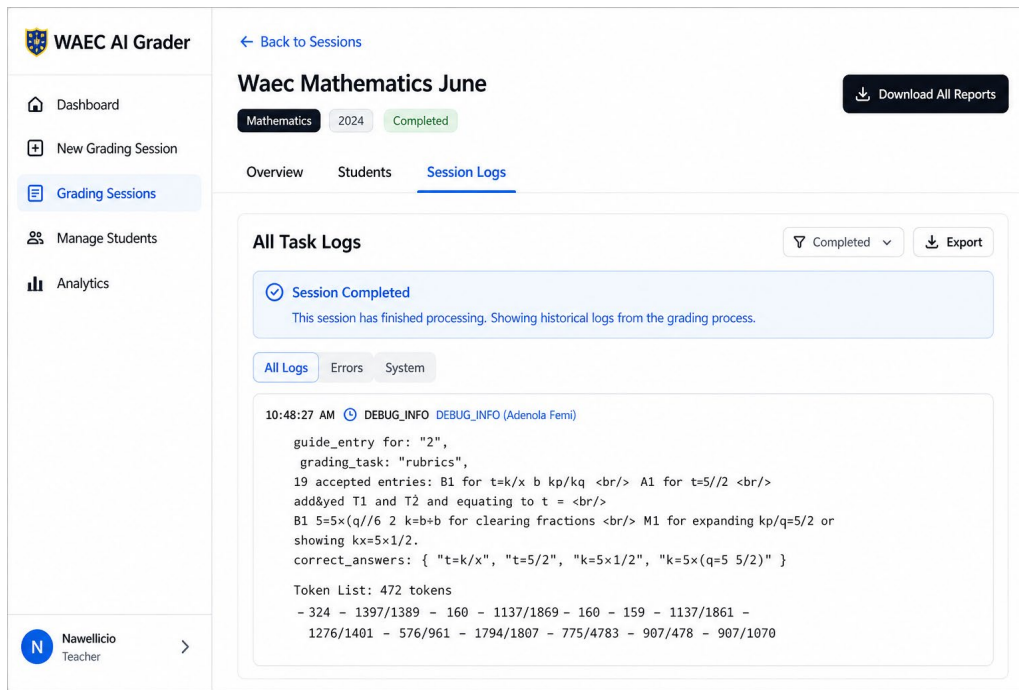 WAEC AI Grader
Dashboard
New Grading Session
Grading Sessions
Manage Students
Analytics
N
Nawellicio
Teacher
← Back to Sessions
Waec Mathematics June
Mathematics 2024 Completed
Download All Reports
Overview Students Session Logs
All Task Logs
Completed Export
Session Completed
This session has finished processing. Showing historical logs from the grading process.
All Logs Errors System
10:48:27 AM DEBUG_INFO DEBUG_INFO (Adenola Femi)
guide_entry for: "2",
grading_task: "rubrics",
19 accepted entries: B1 for t=k/x b kp/kq <br/> A1 for t=5//2 <br/>
add&yed T1 and TŻ and equating to t = <br/>
B1 5=5×(q//6 2 k=b÷b for clearing fractions <br/> M1 for expanding kp/q=5/2 or
showing kx=5×1/2.
correct_answers: { "t=k/x", "t=5/2", "k=5×1/2", "k=5×(q=5 5/2)" }
Token List: 472 tokens
– 324 – 1397/1389 – 160 – 1137/1869 – 160 – 159 – 1137/1861 –
1276/1401 – 576/961 – 1794/1807 – 775/4783 – 907/478 – 907/1070